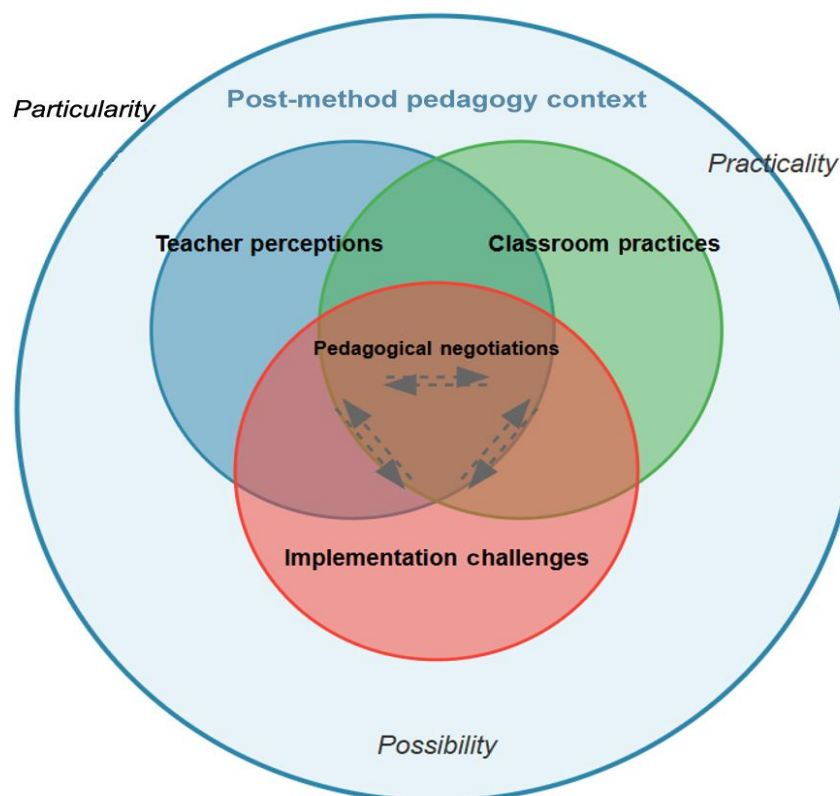 Post-method pedagogy context
Particularity
Practicality
Teacher perceptions
Classroom practices
Pedagogical negotiations
Implementation challenges
Possibility